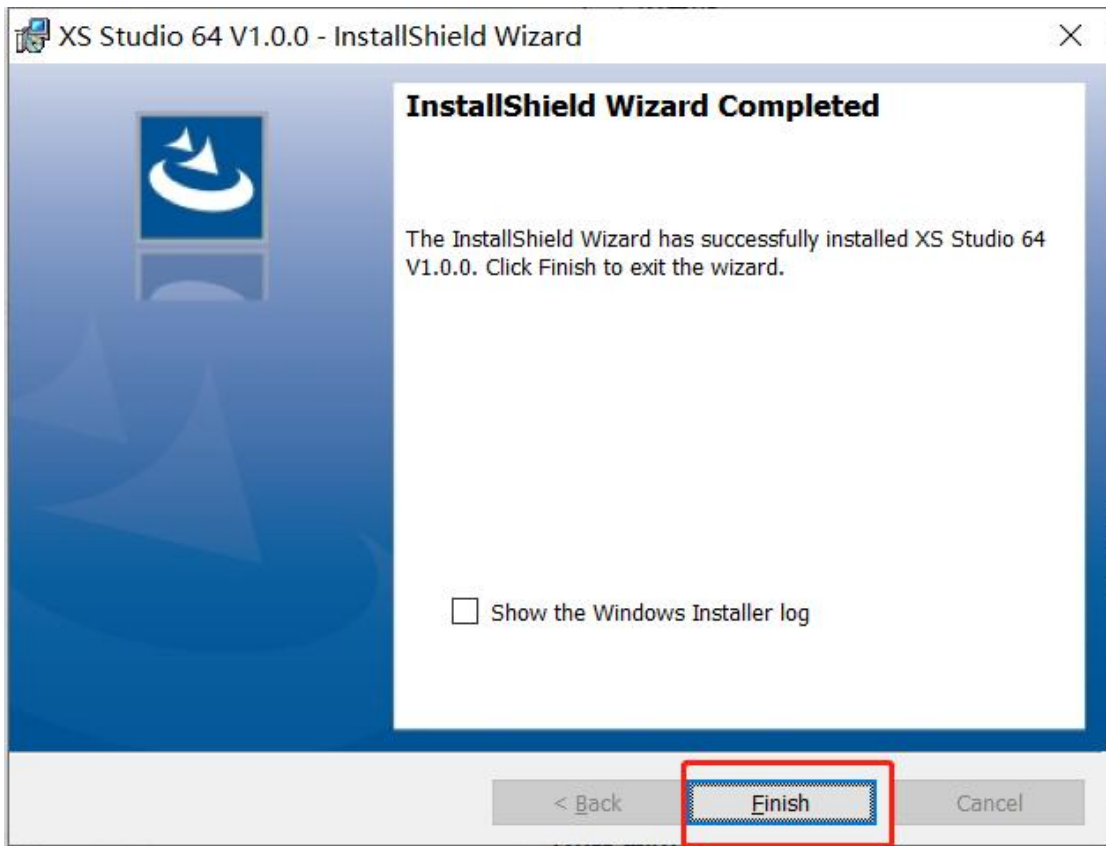 XS Studio 64 V1.0.0 - InstallShield Wizard
InstallShield Wizard Completed
The InstallShield Wizard has successfully installed XS Studio 64
V1.0.0. Click Finish to exit the wizard.
Show the Windows Installer log
< Back
Finish
Cancel